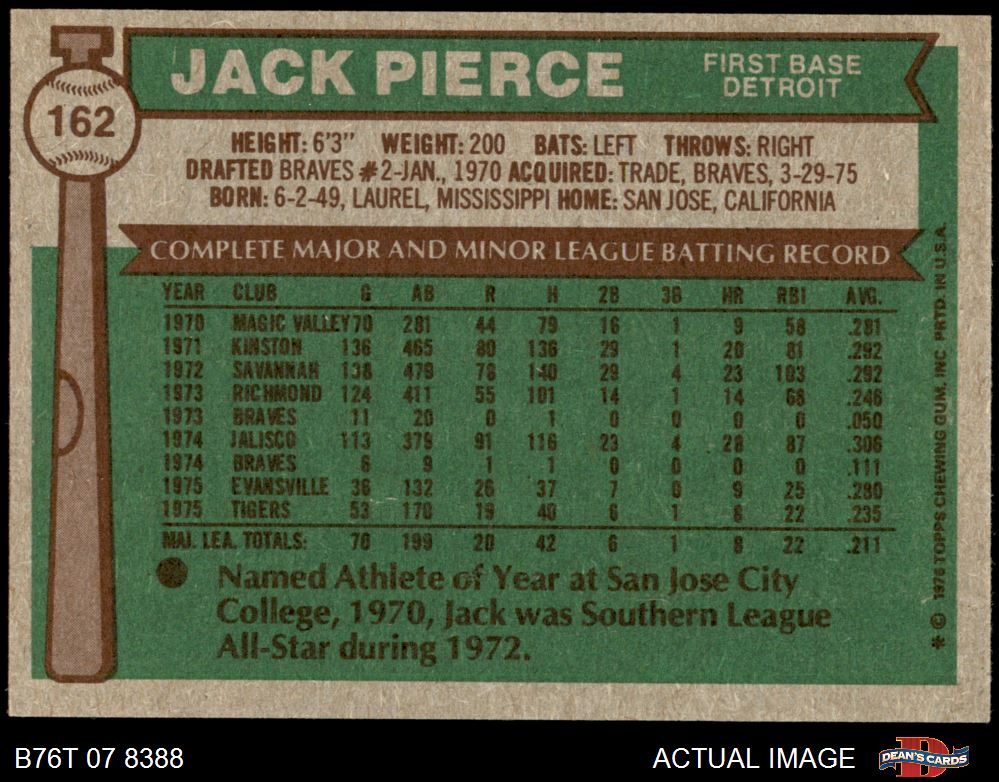 162
JACK PIERCE
FIRST BASE
DETROIT
HEIGHT: 6'3" WEIGHT: 200 BATS: LEFT THROWS: RIGHT
DRAFTED BRAVES #2-JAN., 1970 ACQUIRED: TRADE, BRAVES, 3-29-75
BORN: 6-2-49, LAUREL, MISSISSIPPI HOME: SAN JOSE, CALIFORNIA
COMPLETE MAJOR AND MINOR LEAGUE BATTING RECORD
YEAR CLUB G AB R H 2B 3B HR RBI AVG.
1970 MAGIC VALLEY 70 281 44 79 16 1 9 58 .281
1971 KINSTON 136 465 80 136 29 1 20 81 .292
1972 SAVANNAH 138 479 78 140 29 4 23 103 .292
1973 RICHMOND 124 411 55 101 14 1 14 68 .246
1973 BRAVES 11 20 0 1 0 0 0 0 .050
1974 JALISCO 113 379 91 116 23 4 28 87 .306
1974 BRAVES 6 9 1 1 0 0 0 0 .111
1975 EVANSVILLE 36 132 26 37 7 0 9 25 .280
1975 TIGERS 53 170 19 40 6 1 8 22 .235
MAJ. LEA. TOTALS: 70 199 20 42 6 1 8 22 .211
Named Athlete of Year at San Jose City
College, 1970, Jack was Southern League
All-Star during 1972.
* © 1976 TOPPS CHEWING GUM, INC. PRTD. IN U.S.A.
B76T 07 8388
ACTUAL IMAGE
DEAN'S CARDS